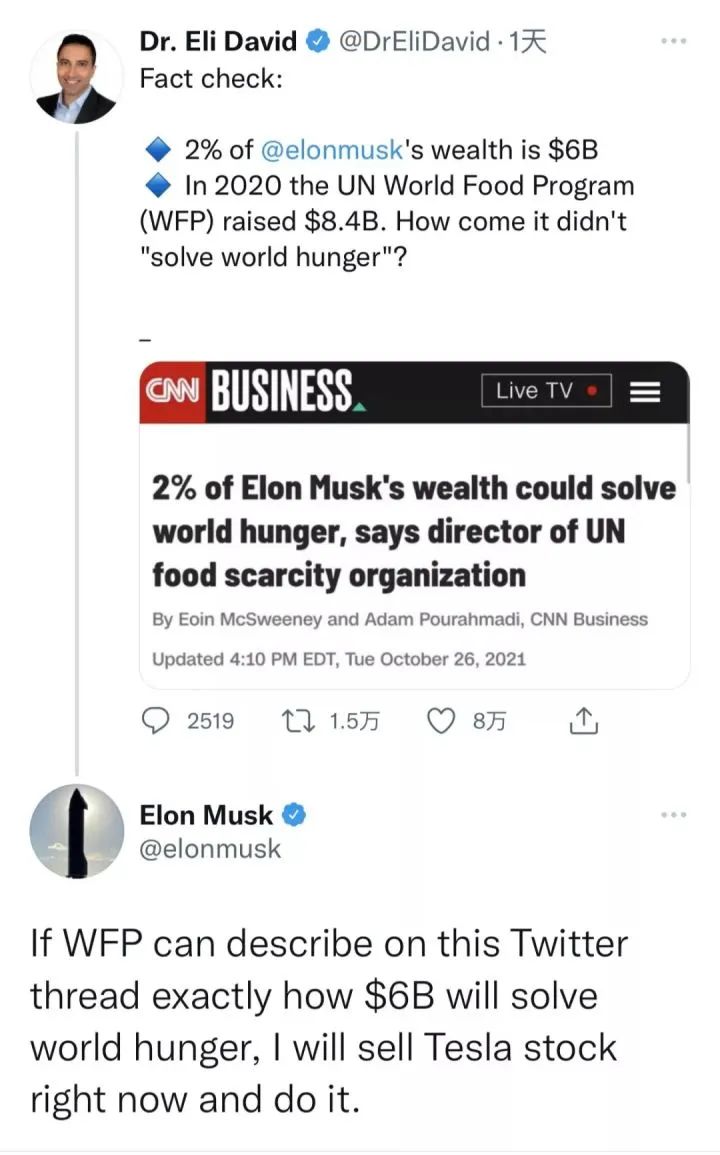 Dr. Eli David @DrEliDavid · 1天
Fact check:
2% of @elonmusk's wealth is $6B
In 2020 the UN World Food Program
(WFP) raised $8.4B. How come it didn't
"solve world hunger"?
–
CNN BUSINESS Live TV
2% of Elon Musk's wealth could solve
world hunger, says director of UN
food scarcity organization
By Eoin McSweeney and Adam Pourahmadi, CNN Business
Updated 4:10 PM EDT, Tue October 26, 2021
2519 1.5万 8万
Elon Musk
@elonmusk
If WFP can describe on this Twitter
thread exactly how $6B will solve
world hunger, I will sell Tesla stock
right now and do it.